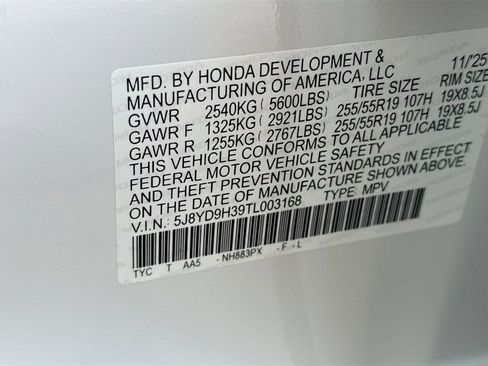 MFD. BY HONDA DEVELOPMENT & 11/25
MANUFACTURING OF AMERICA, LLC
GVWR 2540KG (5600LBS) TIRE SIZE RIM SIZE
GAWR F 1325KG (2921LBS) 255/55R19 107H 19X8.5J
GAWR R 1255KG (2767LBS) 255/55R19 107H 19X8.5J
THIS VEHICLE CONFORMS TO ALL APPLICABLE
FEDERAL MOTOR VEHICLE SAFETY
AND THEFT PREVENTION STANDARDS IN EFFECT
ON THE DATE OF MANUFACTURE SHOWN ABOVE.
V.I.N.: 5J8YD9H39TL003168 TYPE: MPV
TYC T AA5 -NH883PX -F -L